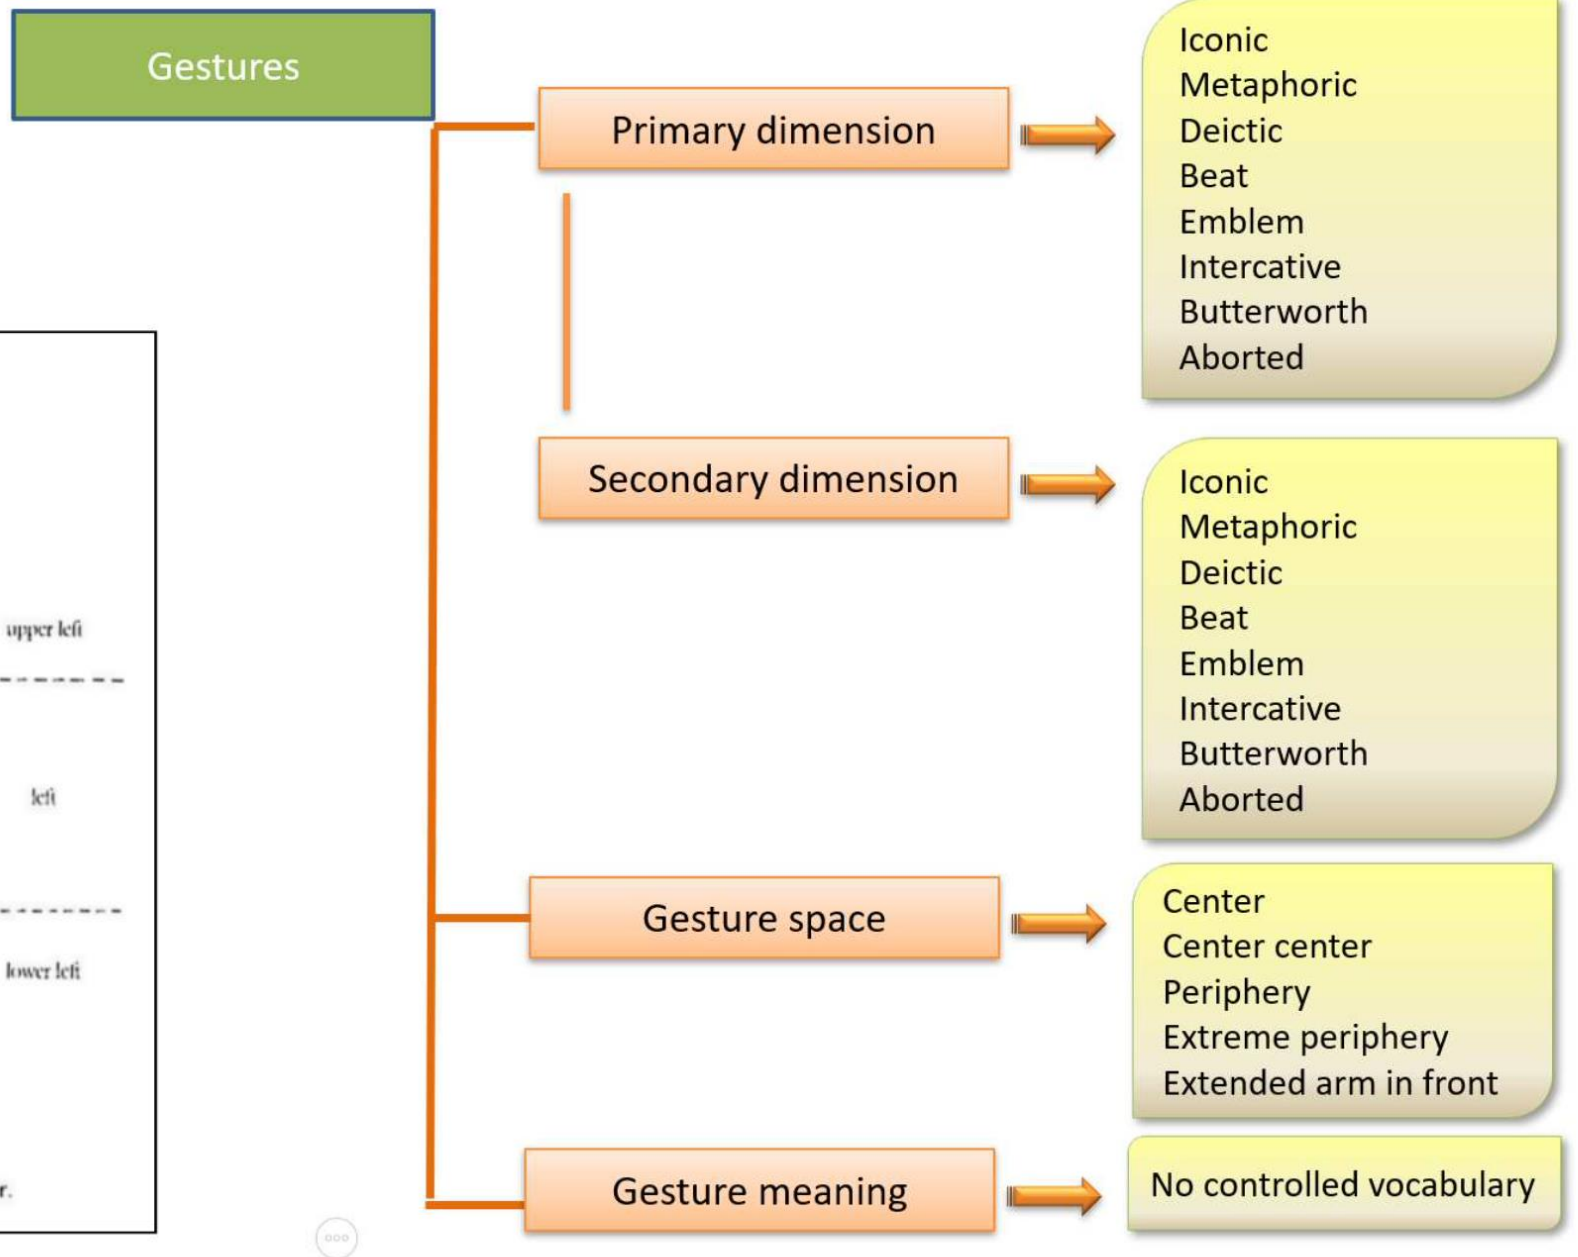 Gestures
Primary dimension
Iconic
Metaphoric
Deictic
Beat
Emblem
Intercative
Butterworth
Aborted
Secondary dimension
Iconic
Metaphoric
Deictic
Beat
Emblem
Intercative
Butterworth
Aborted
upper left
left
lower left
r.
Gesture space
Center
Center center
Periphery
Extreme periphery
Extended arm in front
Gesture meaning
No controlled vocabulary